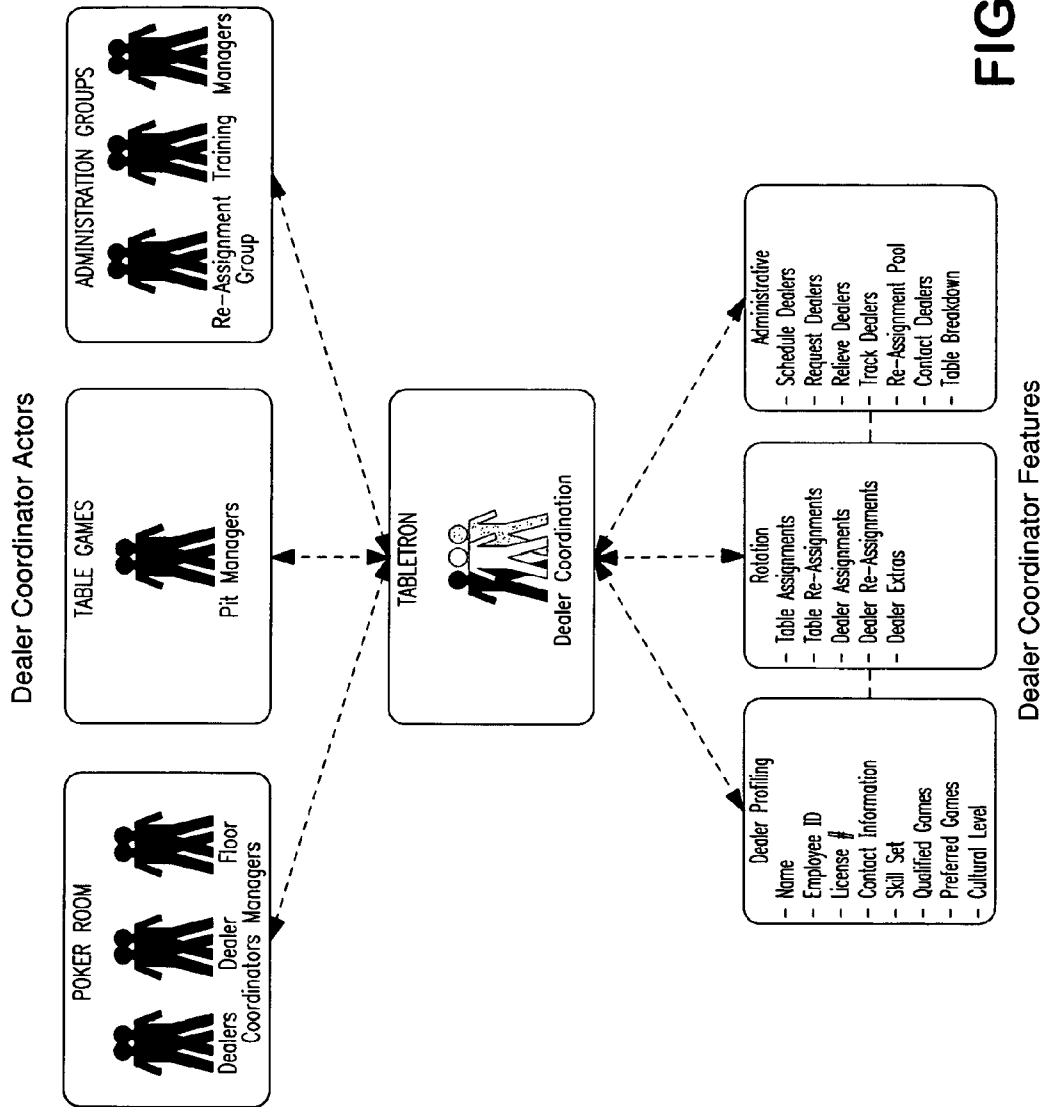 Dealer Coordinator Actors
POKER ROOM
Dealers
Dealer
Coordinators
Floor
Managers
TABLE GAMES
Pit Managers
ADMINISTRATION GROUPS
Re-Assignment
Group
Training
Managers
TABLETRON
Dealer Coordination
Dealer Profiling
- Name
- Employee ID
- License #
- Contact Information
- Skill Set
- Qualified Games
- Preferred Games
- Cultural Level
Rotation
- Table Assignments
- Table Re-Assignments
- Dealer Assignments
- Dealer Re-Assignments
- Dealer Extras
Administrative
- Schedule Dealers
- Request Dealers
- Relieve Dealers
- Track Dealers
- Re-Assignment Pool
- Contact Dealers
- Table Breakdown
Dealer Coordinator Features
FIG